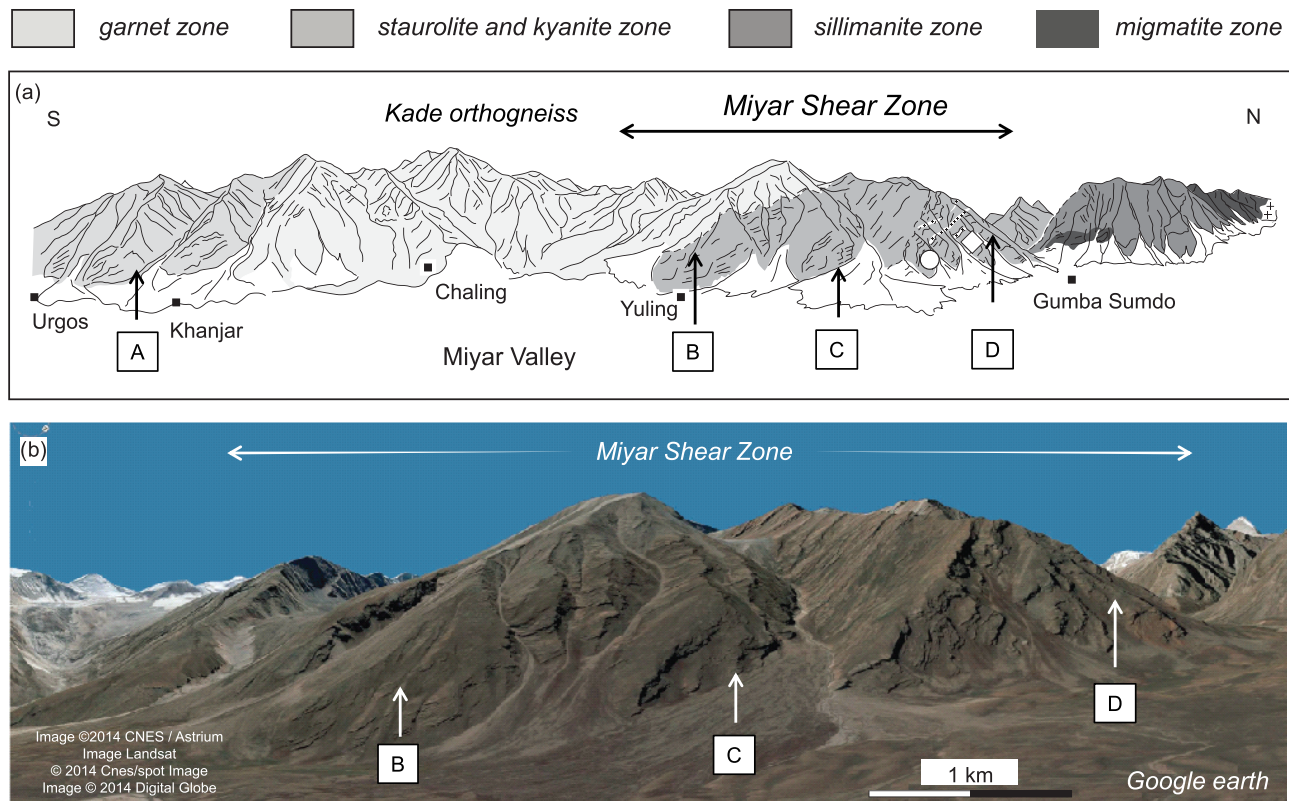 garnet zone
staurolite and kyanite zone
sillimanite zone
migmatite zone
(a)
S
Kade orthogneiss
Miyar Shear Zone
N
Urgos
A
Khanjar
Chaling
Miyar Valley
Yuling
B
C
D
Gumba Sumdo
(b)
Miyar Shear Zone
B
C
D
Image ©2014 CNES / Astrium
Image Landsat
© 2014 Cnes/spot Image
Image © 2014 Digital Globe
1 km
Google earth